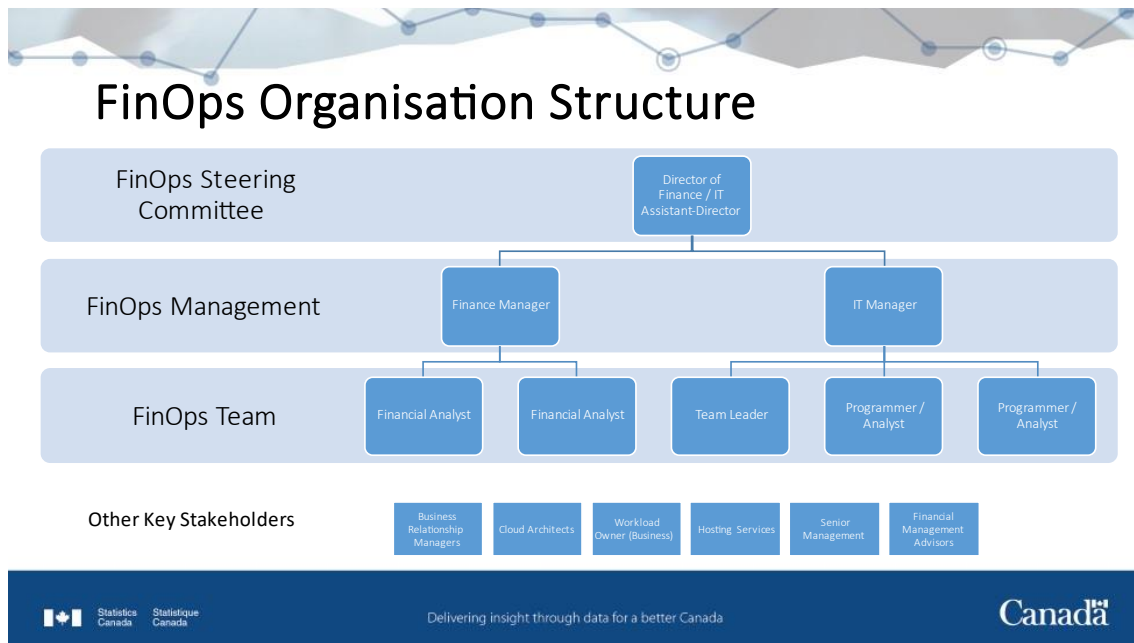 FinOps Organisation Structure
FinOps Steering
Committee
Director of
Finance / IT
Assistant-Director
FinOps Management
Finance Manager
IT Manager
FinOps Team
Financial Analyst
Financial Analyst
Team Leader
Programmer /
Analyst
Programmer /
Analyst
Other Key Stakeholders
Business
Relationship
Managers
Cloud Architects
Workload
Owner (Business)
Hosting Services
Senior
Management
Financial
Management
Advisors
Statistics
Canada
Statistique
Canada
Delivering insight through data for a better Canada
Canada